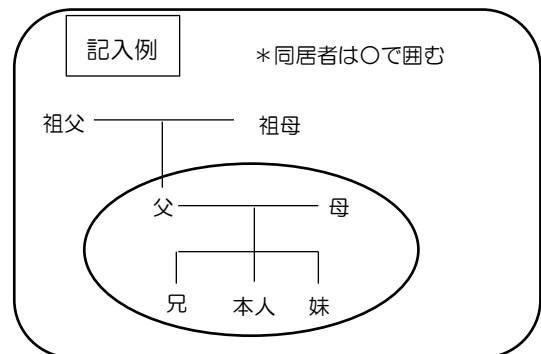 記入例
＊同居者は〇で囲む
祖父 祖母
父 母
兄 本人 妹